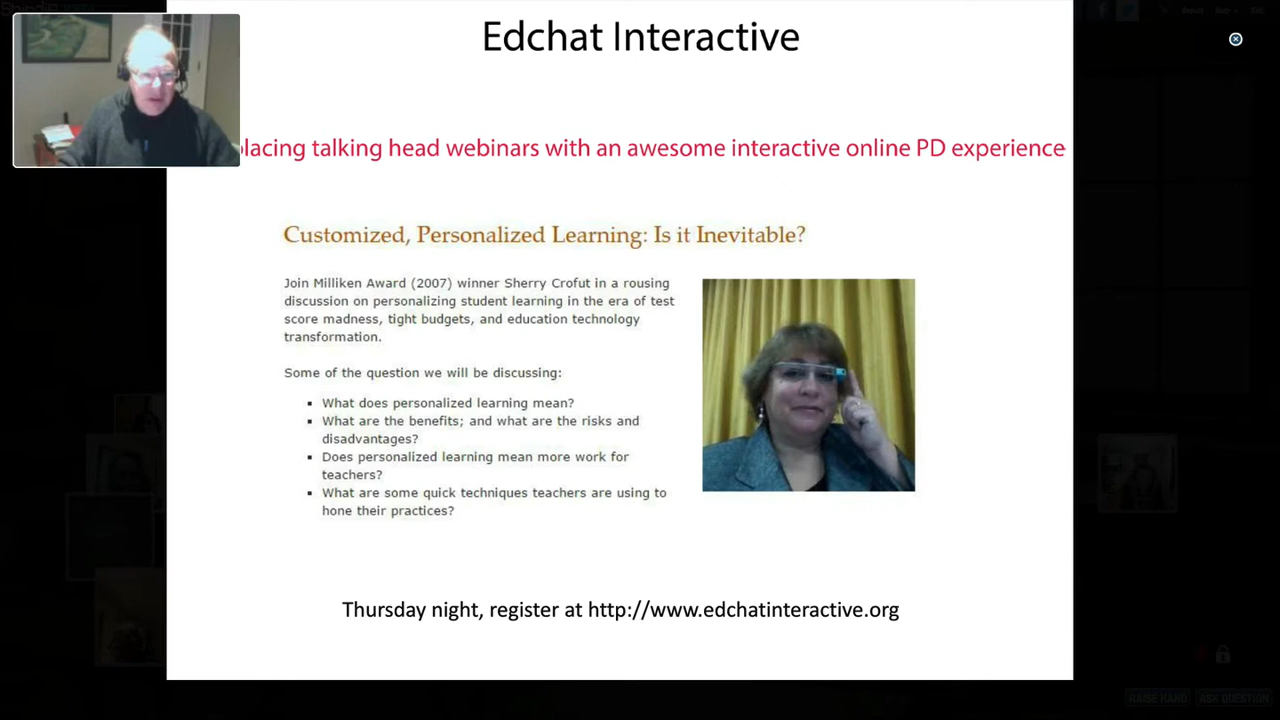 Edchat Interactive
placing talking head webinars with an awesome interactive online PD experience
Customized, Personalized Learning: Is it Inevitable?
Join Milliken Award (2007) winner Sherry Crofut in a rousing
discussion on personalizing student learning in the era of test
score madness, tight budgets, and education technology
transformation.
Some of the question we will be discussing:
▪ What does personalized learning mean?
▪ What are the benefits; and what are the risks and
disadvantages?
▪ Does personalized learning mean more work for
teachers?
▪ What are some quick techniques teachers are using to
hone their practices?
Thursday night, register at http://www.edchatinteractive.org
RAISE HAND
ASK QUESTION